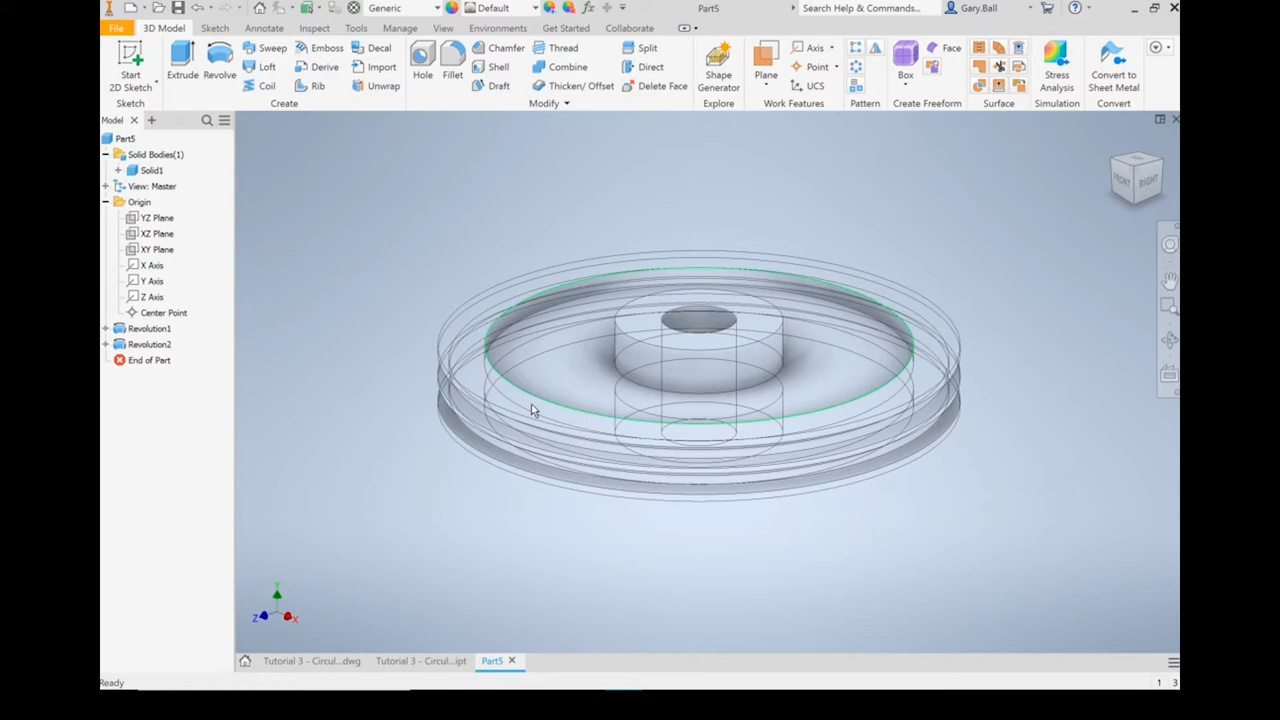 Generic Default Part5 Search Help & Commands... Gary.Ball
File 3D Model Sketch Annotate Inspect Tools Manage View Environments Get Started Collaborate
Start
2D Sketch
Extrude
Revolve
Sweep Emboss Decal
Loft Derive Import
Coil Rib Unwrap
Hole
Fillet
Chamfer Thread Split
Shell Combine Direct
Draft Thicken/ Offset Delete Face
Shape
Generator
Plane
Axis
Point
UCS
Box
Face
Stress
Analysis
Convert to
Sheet Metal
Sketch Create Modify Explore Work Features Pattern Create Freeform Surface Simulation Convert
Model
Part5
Solid Bodies(1)
Solid1
View: Master
Origin
YZ Plane
XZ Plane
XY Plane
X Axis
Y Axis
Z Axis
Center Point
Revolution1
Revolution2
End of Part
FRONT RIGHT
Y
Z X
Tutorial 3 - Circul...dwg Tutorial 3 - Circul...ipt Part5
Ready 1 3